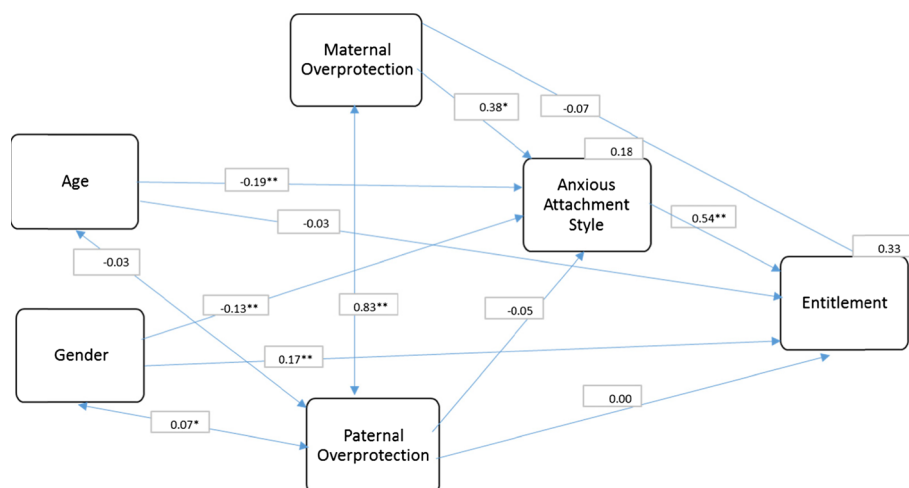 Maternal
Overprotection
0.38*
-0.07
0.18
Age
-0.19**
Anxious
Attachment
Style
0.54**
-0.03
0.33
-0.03
Entitlement
-0.13**
0.83**
-0.05
Gender
0.17**
0.00
0.07*
Paternal
Overprotection